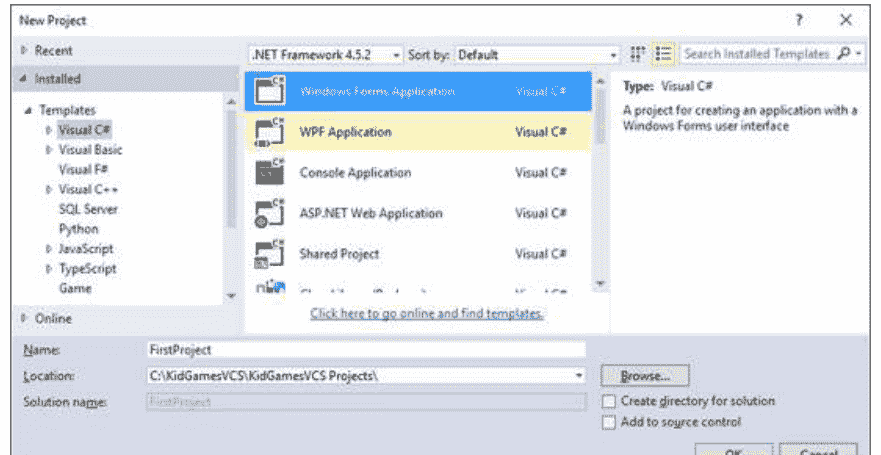 New Project ? ×
Recent
.NET Framework 4.5.2 Sort by: Default Search Installed Templates
Installed
Templates
Visual C#
Visual Basic
Visual F#
Visual C++
SQL Server
Python
JavaScript
TypeScript
Game
Online
C# Windows Forms Application Visual C#
C# WPF Application Visual C#
C# Console Application Visual C#
C# ASP.NET Web Application Visual C#
C# Shared Project Visual C#
Click here to go online and find templates.
Type: Visual C#
A project for creating an application with a
Windows Forms user interface
Name: FirstProject
Location: C:\KidGamesVCS\KidGamesVCS Projects\ Browse...
Solution name: FirstProject
Create directory for solution
Add to source control
OK Cancel